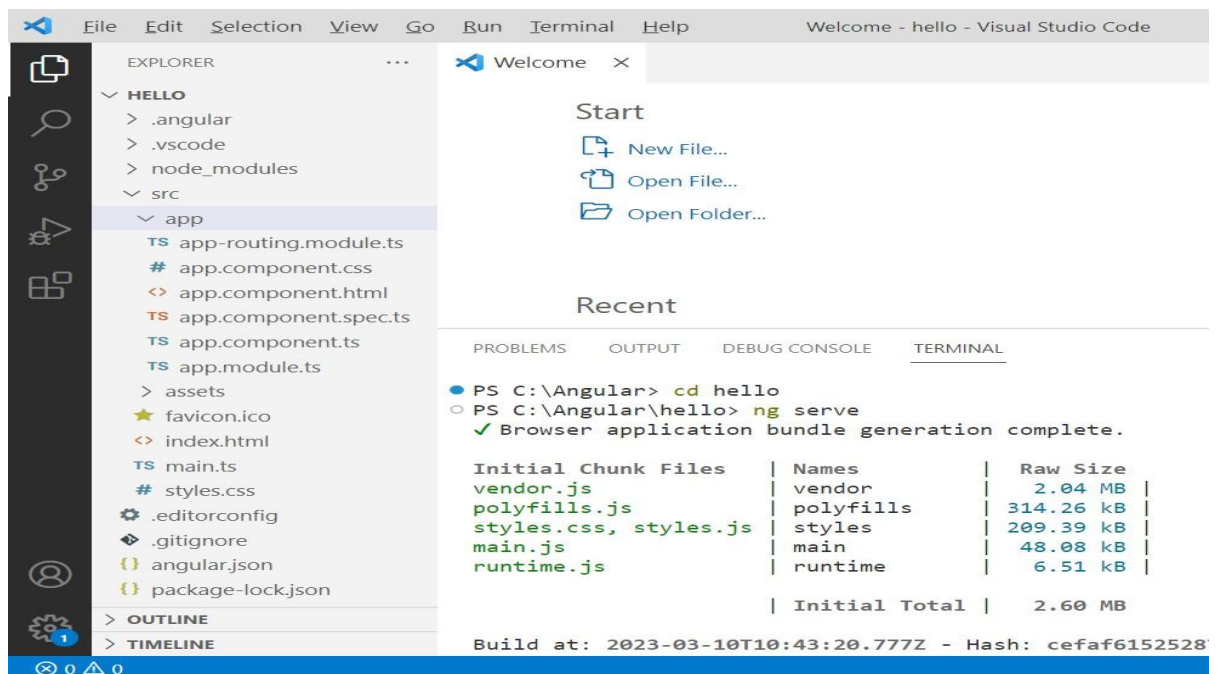 File Edit Selection View Go Run Terminal Help Welcome - hello - Visual Studio Code
EXPLORER ...
HELLO
.angular
.vscode
node_modules
src
app
TS app-routing.module.ts
# app.component.css
<> app.component.html
TS app.component.spec.ts
TS app.component.ts
TS app.module.ts
assets
favicon.ico
<> index.html
TS main.ts
# styles.css
.editorconfig
.gitignore
{} angular.json
{} package-lock.json
OUTLINE
TIMELINE
1
0 0
Welcome
Start
New File...
Open File...
Open Folder...
Recent
PROBLEMS OUTPUT DEBUG CONSOLE TERMINAL
PS C:\Angular> cd hello
PS C:\Angular\hello> ng serve
✓ Browser application bundle generation complete.
Initial Chunk Files | Names | Raw Size
vendor.js | vendor | 2.04 MB |
polyfills.js | polyfills | 314.26 kB |
styles.css, styles.js | styles | 209.39 kB |
main.js | main | 48.08 kB |
runtime.js | runtime | 6.51 kB |
| Initial Total | 2.60 MB
Build at: 2023-03-10T10:43:20.777Z - Hash: cefaf6152528